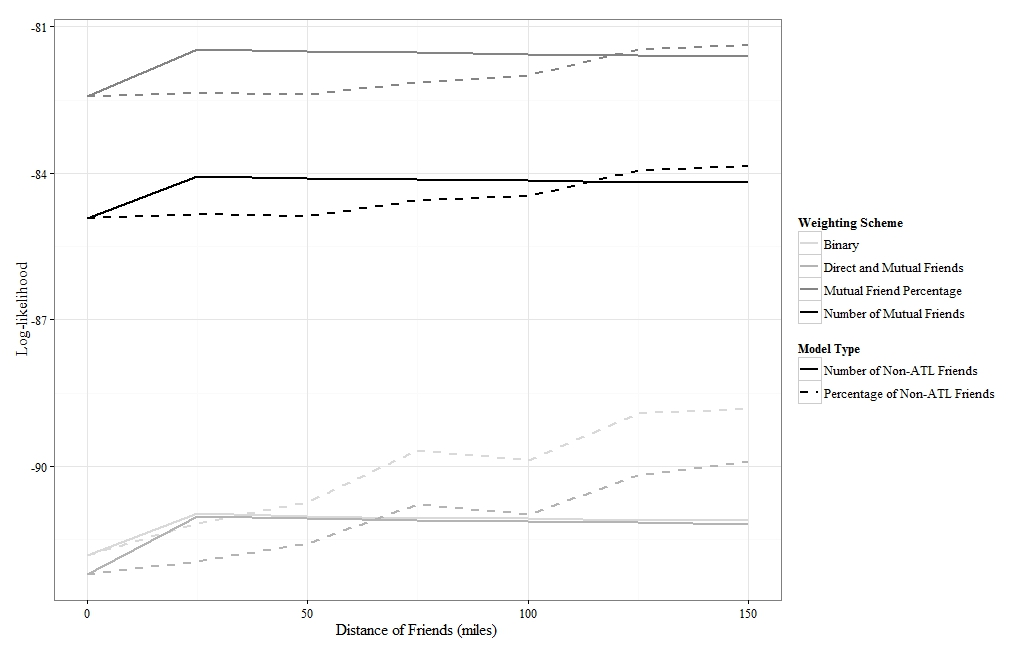 -81
-84
-87
-90
Log-likelihood
0
50
100
150
Distance of Friends (miles)
Weighting Scheme
Binary
Direct and Mutual Friends
Mutual Friend Percentage
Number of Mutual Friends
Model Type
Number of Non-ATL Friends
Percentage of Non-ATL Friends